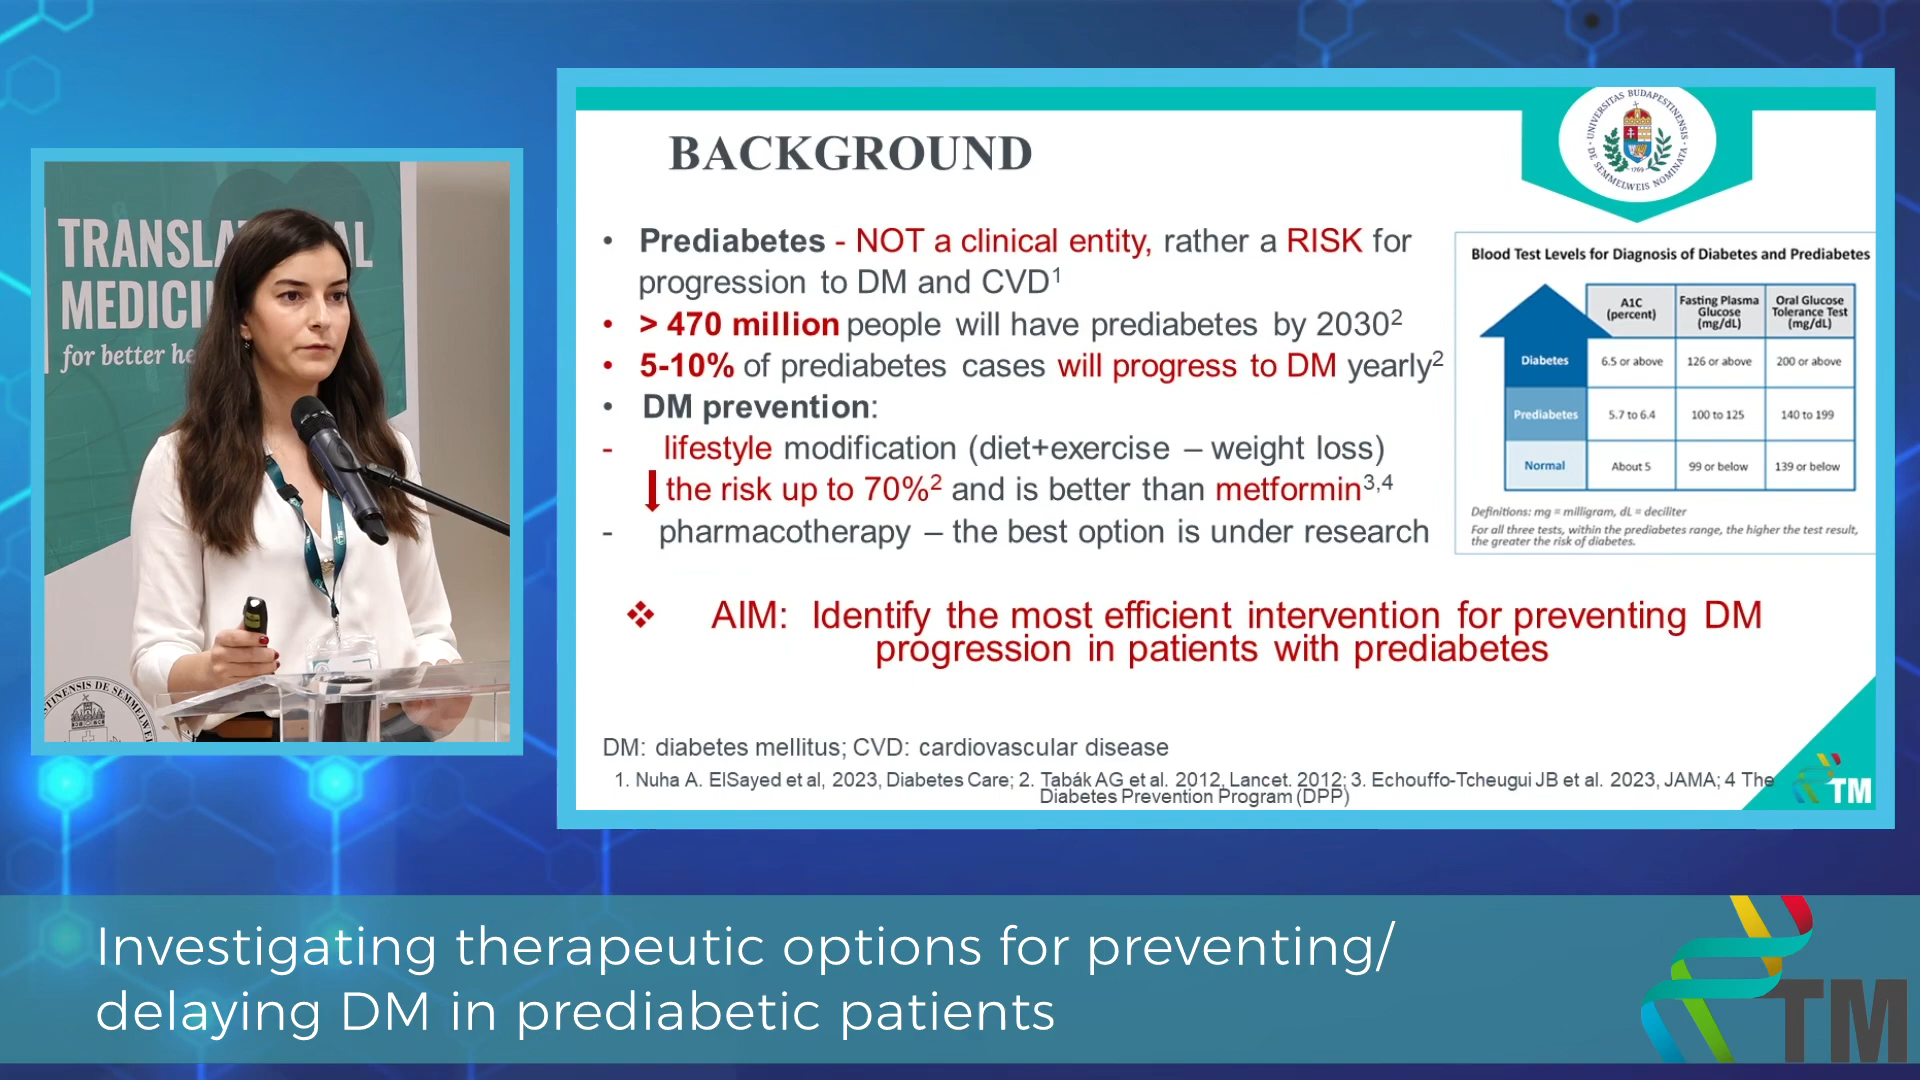 TRANSLA AL
MEDICI
for better he
TINENSIS DE SEMMELWEI
BACKGROUND
UNIVERSITAS BUDAPESTINENSIS
DE SEMMELWEIS NOMINATA
1769
• Prediabetes - NOT a clinical entity, rather a RISK for
progression to DM and CVD1
• > 470 million people will have prediabetes by 2030²
• 5-10% of prediabetes cases will progress to DM yearly²
• DM prevention:
- lifestyle modification (diet+exercise – weight loss)
the risk up to 70%² and is better than metformin³,⁴
- pharmacotherapy – the best option is under research
Blood Test Levels for Diagnosis of Diabetes and Prediabetes
A1C (percent) Fasting Plasma Glucose (mg/dL) Oral Glucose Tolerance Test (mg/dL)
Diabetes 6.5 or above 126 or above 200 or above
Prediabetes 5.7 to 6.4 100 to 125 140 to 199
Normal About 5 99 or below 139 or below
Definitions: mg = milligram, dL = deciliter
For all three tests, within the prediabetes range, the higher the test result,
the greater the risk of diabetes.
❖ AIM: Identify the most efficient intervention for preventing DM
progression in patients with prediabetes
DM: diabetes mellitus; CVD: cardiovascular disease
1. Nuha A. ElSayed et al, 2023, Diabetes Care; 2. Tabák AG et al. 2012, Lancet. 2012; 3. Echouffo-Tcheugui JB et al. 2023, JAMA; 4 The
Diabetes Prevention Program (DPP)
TM
Investigating therapeutic options for preventing/
delaying DM in prediabetic patients
TM